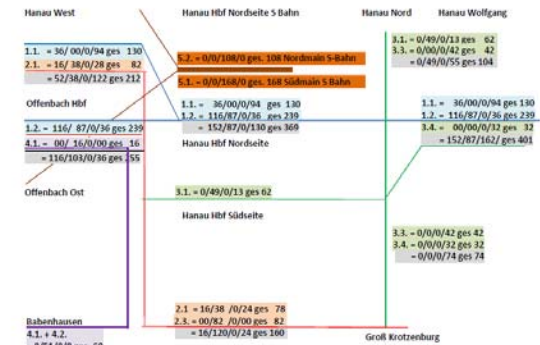 Hanau West
Hanau Hbf Nordseite S Bahn
Hanau Nord
Hanau Wolfgang
1.1. = 36/ 00/0/94 ges 130
2.1. = 16/ 38/0/28 ges 82
= 52/38/0/122 ges 212
5.2. = 0/0/108/0 ges. 108 Nordmain S-Bahn
5.1. = 0/0/168/0 ges. 168 Südmain S Bahn
3.1. = 0/49/0/13 ges 62
3.3. = 0/0/0/42 ges 42
= 0/49/0/55 ges 104
Offenbach Hbf
1.2. = 116/ 87/0/36 ges 239
4.1. = 00/ 16/0/00 ges 16
= 116/103/0/36 ges 255
Offenbach Ost
1.1. = 36/00/0/94 ges 130
1.2. = 116/87/0/36 ges 239
= 152/87/0/130 ges 369
Hanau Hbf Nordseite
1.1. = 36/00/0/94 ges 130
1.2. = 116/87/0/36 ges 239
3.4. = 00/00/0/32 ges 32
= 152/87/162/ ges 401
3.1. = 0/49/0/13 ges 62
Hanau Hbf Südseite
3.3. = 0/0/0/42 ges 42
3.4. = 0/0/0/32 ges 32
= 0/0/0/74 ges 74
2.1 = 16/38 /0/24 ges 78
2.3. = 00/82 /0/00 ges 82
= 16/120/0/24 ges 160
Groß Krotzenburg
Babenhausen
4.1. + 4.2.